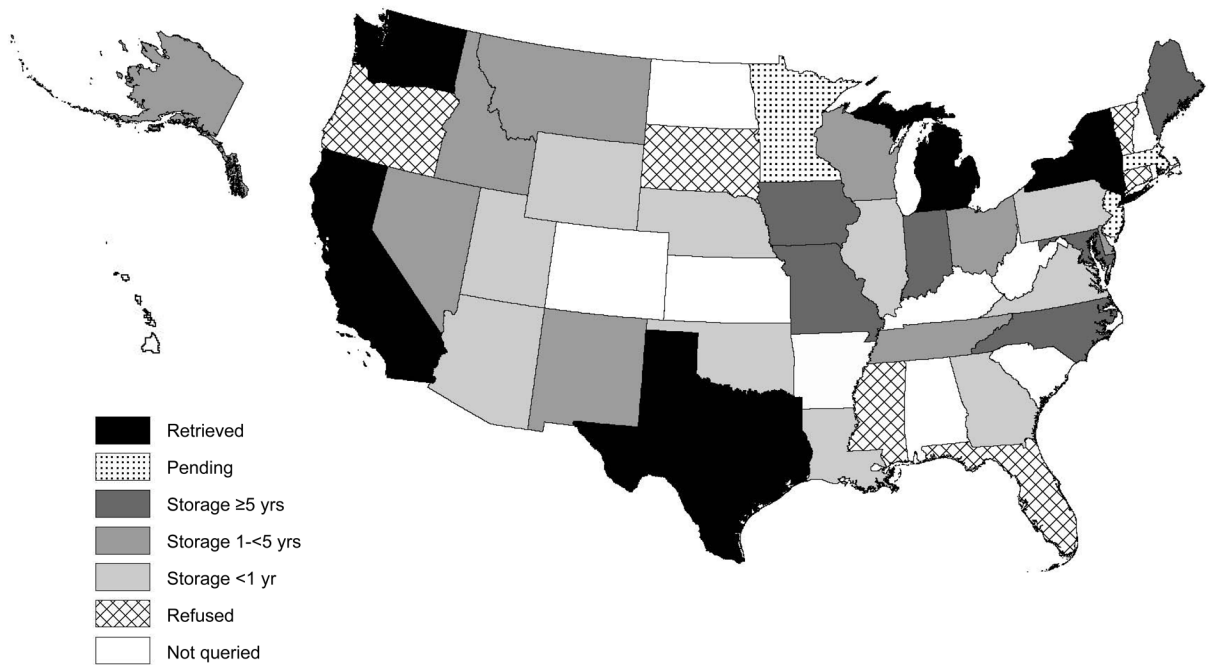 Retrieved
Pending
Storage ≥5 yrs
Storage 1-<5 yrs
Storage <1 yr
Refused
Not queried